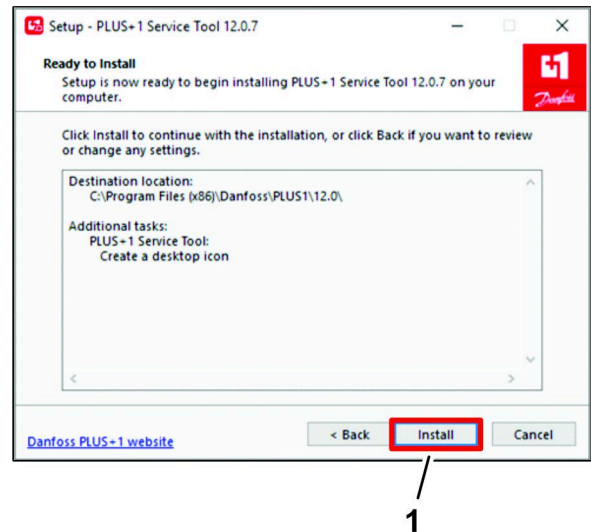 Setup - PLUS+1 Service Tool 12.0.7
Ready to Install
Setup is now ready to begin installing PLUS+1 Service Tool 12.0.7 on your
computer.
Danfoss
Click Install to continue with the installation, or click Back if you want to review
or change any settings.
Destination location:
C:\Program Files (x86)\Danfoss\PLUS1\12.0\
Additional tasks:
PLUS+1 Service Tool:
Create a desktop icon
Danfoss PLUS+1 website
< Back
Install
Cancel
1